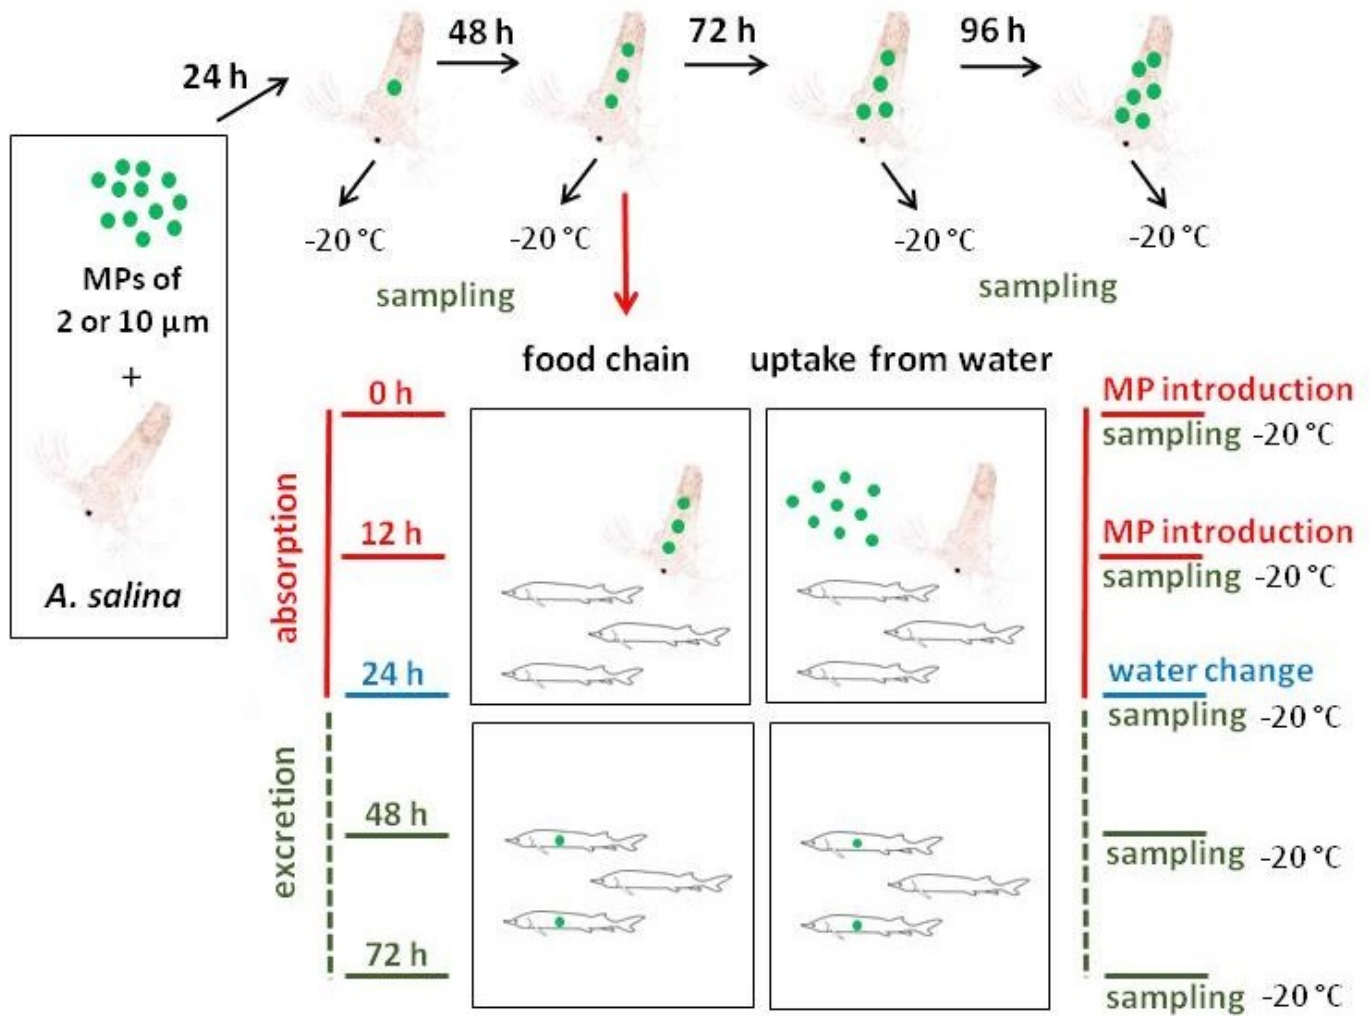 24 h
48 h
72 h
96 h
-20 °C
-20 °C
-20 °C
-20 °C
sampling
sampling
MPs of
2 or 10 µm
+
A. salina
food chain
uptake from water
absorption
excretion
0 h
12 h
24 h
48 h
72 h
MP introduction
sampling -20 °C
MP introduction
sampling -20 °C
water change
sampling -20 °C
sampling -20 °C
sampling -20 °C